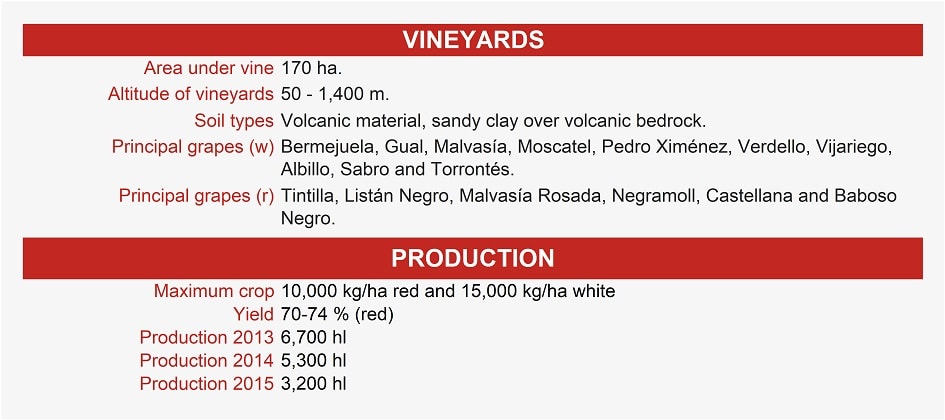 VINEYARDS
Area under vine 170 ha.
Altitude of vineyards 50 - 1,400 m.
Soil types Volcanic material, sandy clay over volcanic bedrock.
Principal grapes (w) Bermejuela, Gual, Malvasía, Moscatel, Pedro Ximénez, Verdello, Vijariego,
Albillo, Sabro and Torrontés.
Principal grapes (r) Tintilla, Listán Negro, Malvasía Rosada, Negramoll, Castellana and Baboso
Negro.
PRODUCTION
Maximum crop 10,000 kg/ha red and 15,000 kg/ha white
Yield 70-74 % (red)
Production 2013 6,700 hl
Production 2014 5,300 hl
Production 2015 3,200 hl